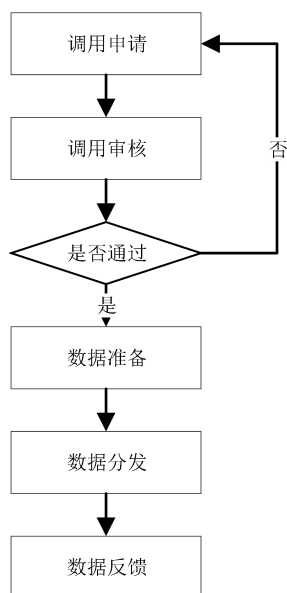 调用申请
调用审核
否
是否通过
是
数据准备
数据分发
数据反馈